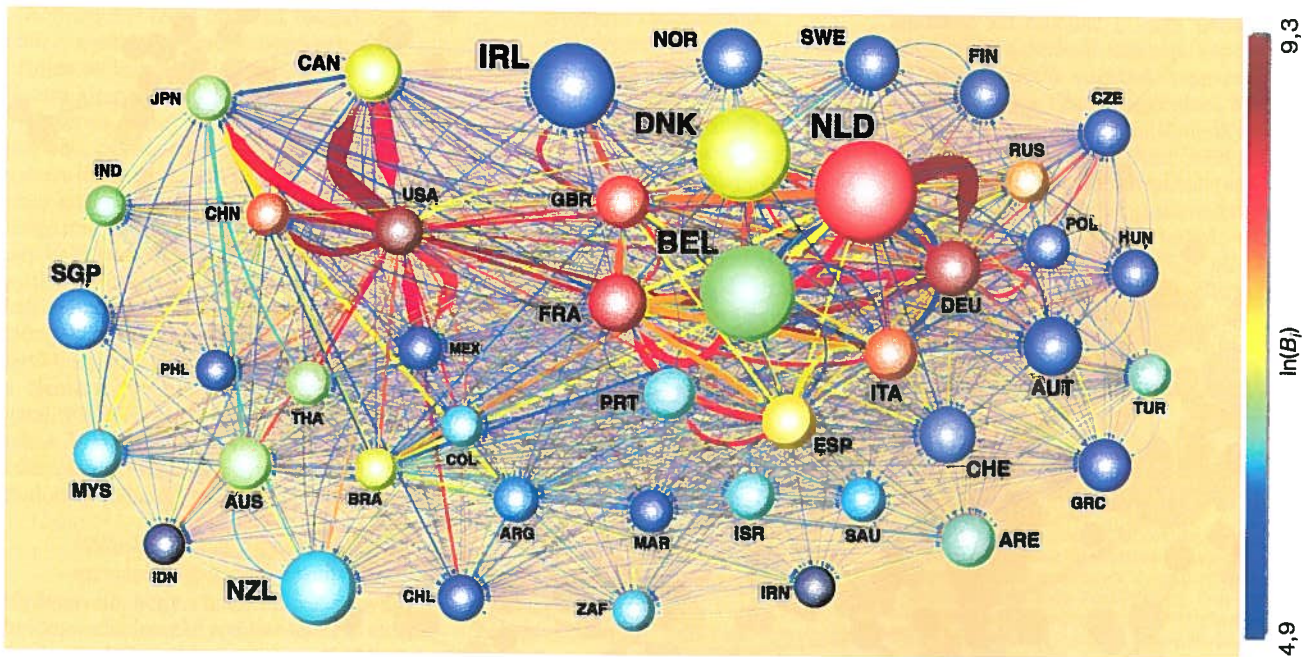 CAN
IRL
NOR
SWE
FIN
JPN
CZE
DNK
NLD
RUS
IND
CHN
USA
GBR
POL
HUN
BEL
SGP
FRA
DEU
PHL
MEX
THA
PRT
ITA
AUT
TUR
MYS
AUS
BRA
COL
ESP
CHE
GRC
ARG
MAR
ISR
SAU
ARE
IDN
NZL
CHL
ZAF
IRN
9,3
ln(Bᵢ)
4,9